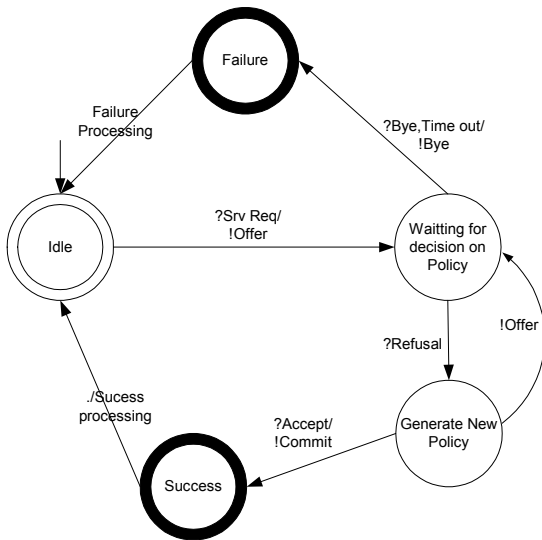 Failure
Failure
Processing
?Bye,Time out/
!Bye
?Srv Req/
!Offer
Idle
Waitting for
decision on
Policy
!Offer
?Refusal
./Sucess
processing
?Accept/
!Commit
Generate New
Policy
Success